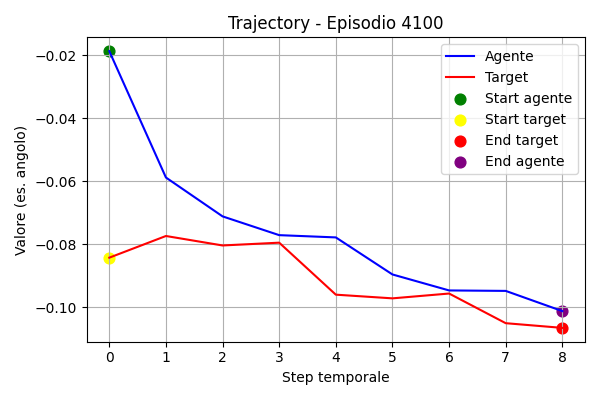 Trajectory - Episodio 4100
Agente
Target
Start agente
Start target
End target
End agente
Valore (es. angolo)
−0.02
−0.04
−0.06
−0.08
−0.10
0 1 2 3 4 5 6 7 8
Step temporale